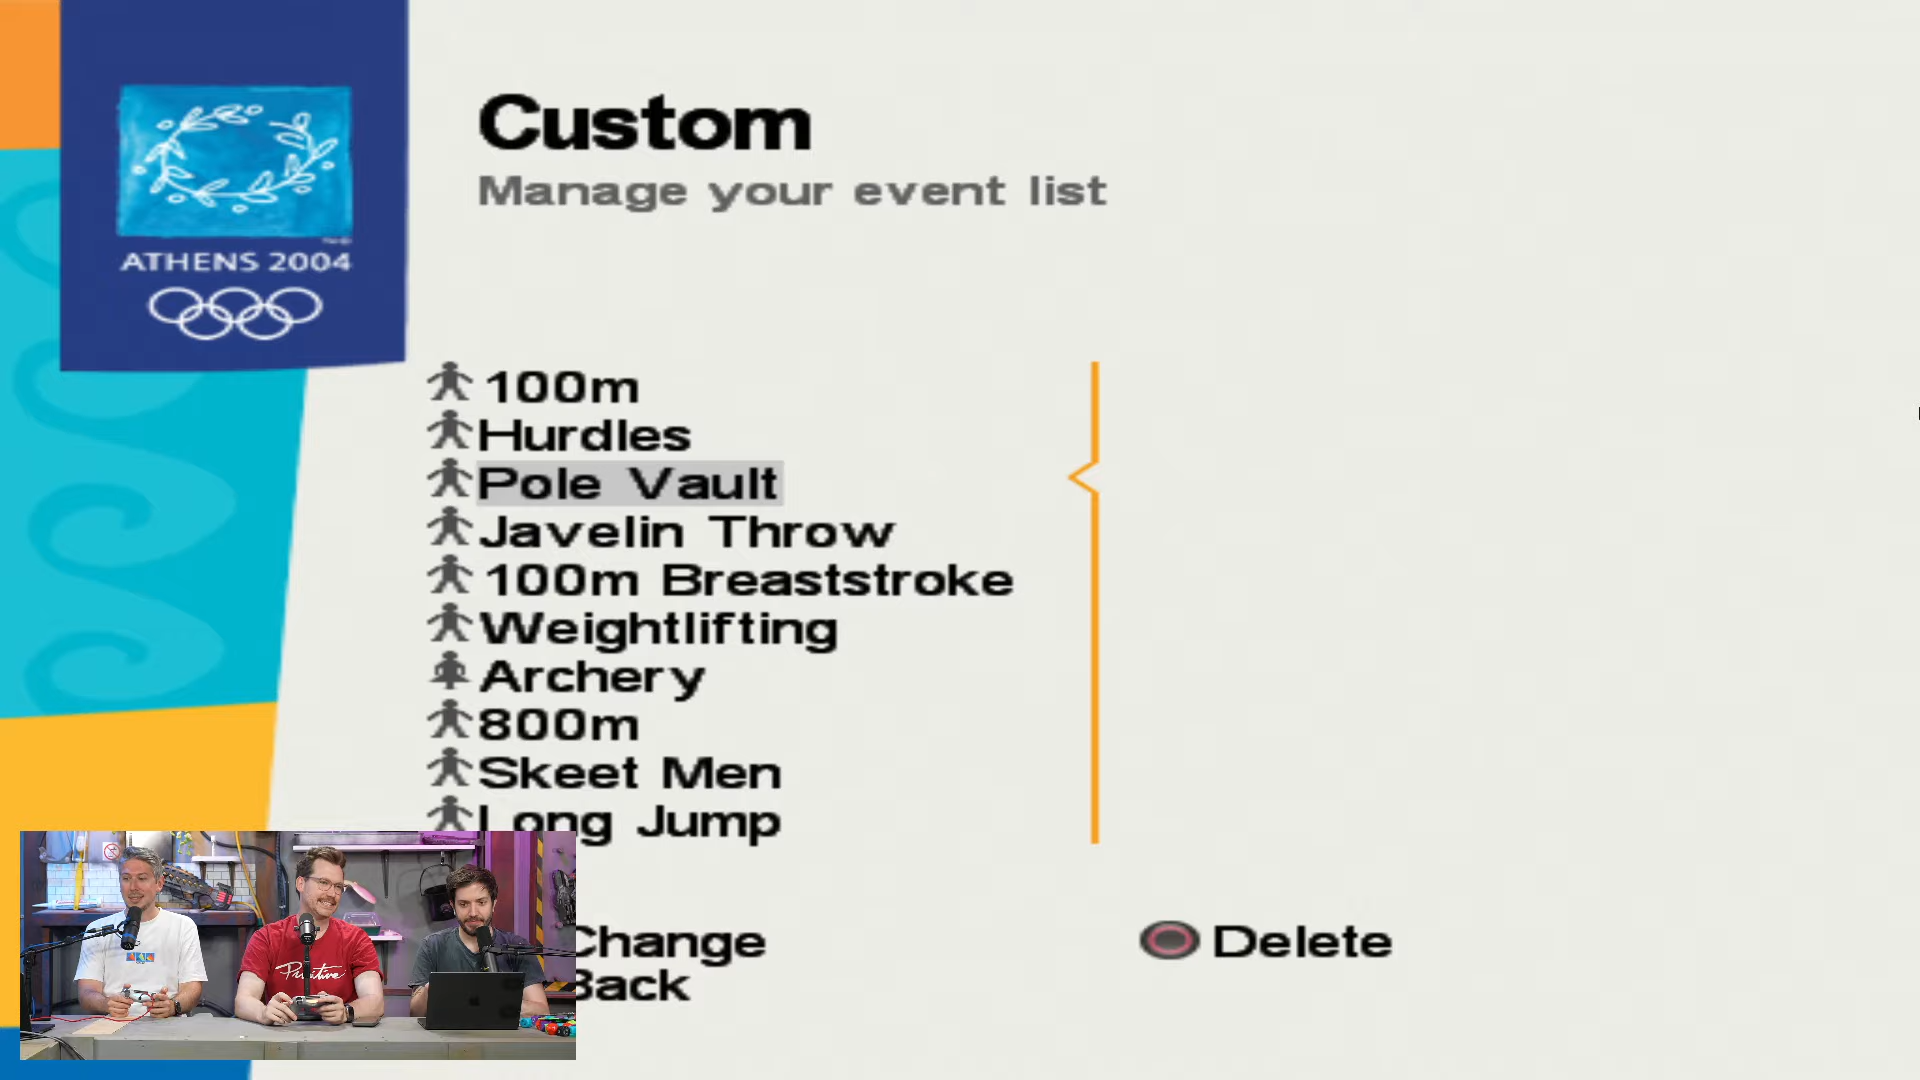 Custom
Manage your event list
ATHENS 2004
100m
Hurdles
Pole Vault
Javelin Throw
100m Breaststroke
Weightlifting
Archery
800m
Skeet Men
Long Jump
Change
Delete
Back
Primitive